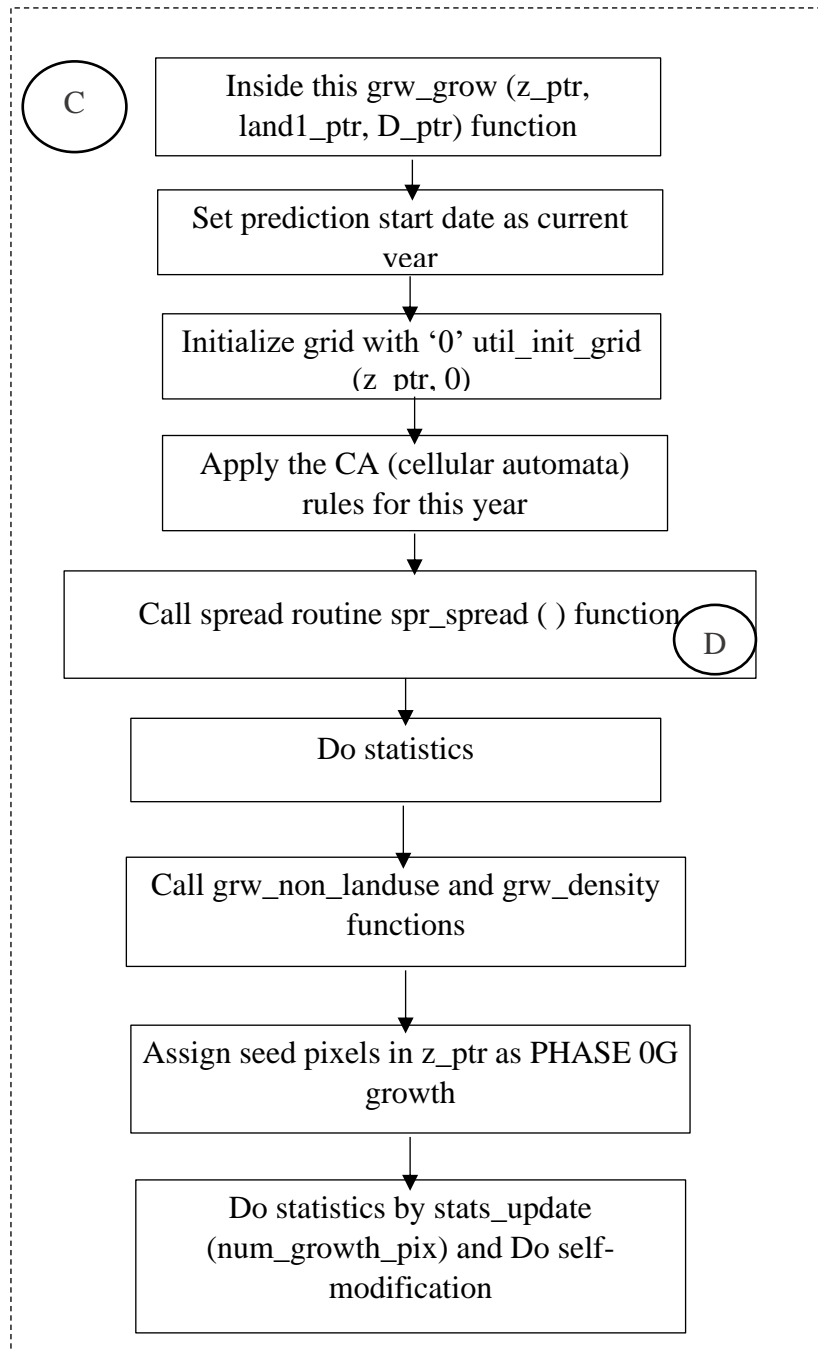 C
Inside this grw_grow (z_ptr,
land1_ptr, D_ptr) function
Set prediction start date as current
year
Initialize grid with ‘0’ util_init_grid
(z_ptr, 0)
Apply the CA (cellular automata)
rules for this year
Call spread routine spr_spread ( ) function
D
Do statistics
Call grw_non_landuse and grw_density
functions
Assign seed pixels in z_ptr as PHASE 0G
growth
Do statistics by stats_update
(num_growth_pix) and Do self-
modification